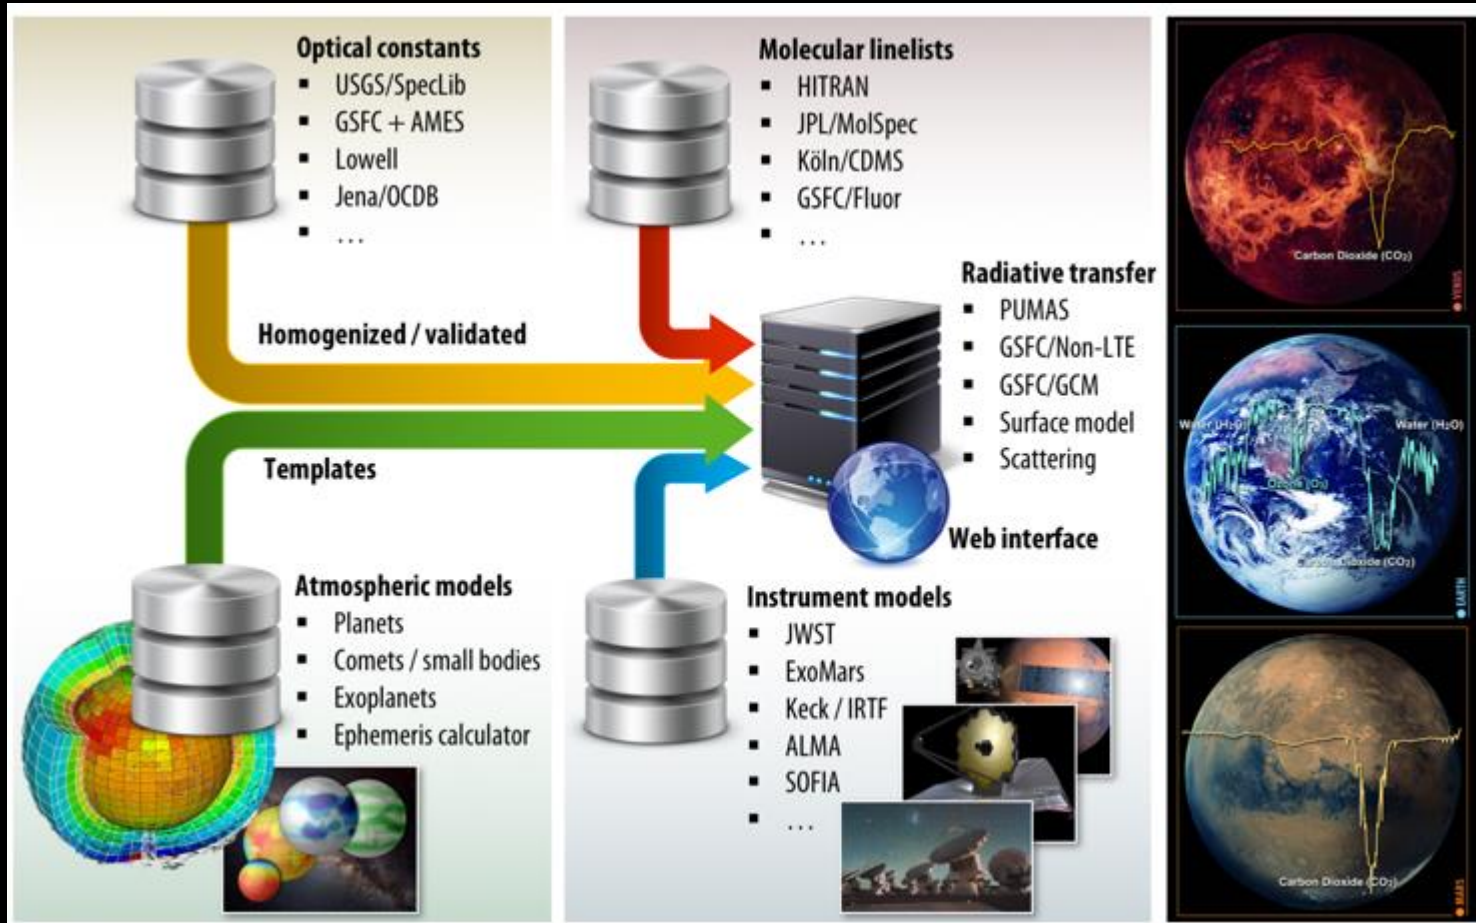 Optical constants
▪ USGS/SpecLib
▪ GSFC + AMES
▪ Lowell
▪ Jena/OCDB
▪ ...
Molecular linelists
▪ HITRAN
▪ JPL/MolSpec
▪ Köln/CDMS
▪ GSFC/Fluor
▪ ...
Homogenized / validated
Templates
Radiative transfer
▪ PUMAS
▪ GSFC/Non-LTE
▪ GSFC/GCM
▪ Surface model
▪ Scattering
Web interface
Atmospheric models
▪ Planets
▪ Comets / small bodies
▪ Exoplanets
▪ Ephemeris calculator
Instrument models
▪ JWST
▪ ExoMars
▪ Keck / IRTF
▪ ALMA
▪ SOFIA
▪ ...
Carbon Dioxide (CO₂)
VENUS
Water (H₂O)
Water (H₂O)
Ozone (O₃)
Carbon Dioxide (CO₂)
EARTH
Carbon Dioxide (CO₂)
MARS